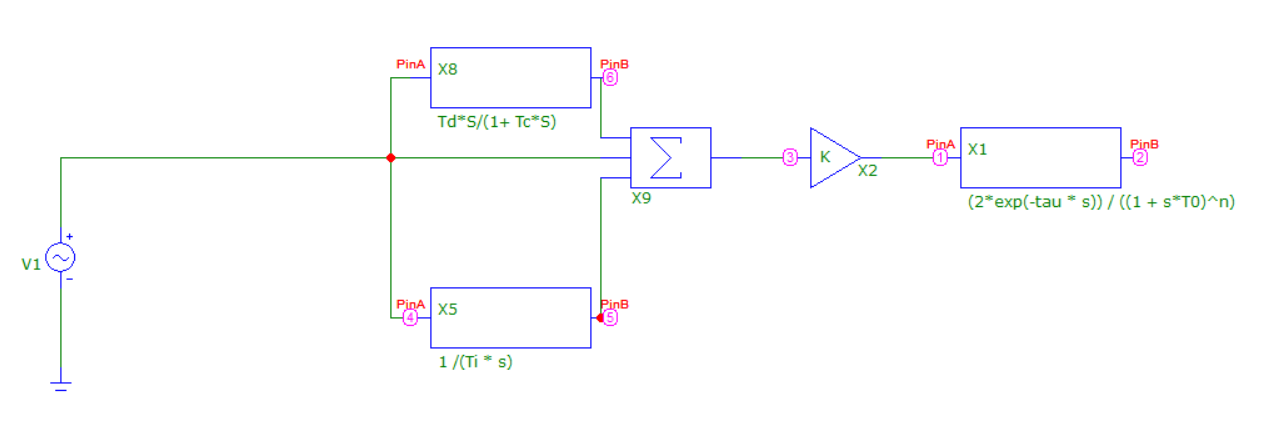 PinA
X8
PinB
6
Td*S/(1+ Tc*S)
V1
+
-
Σ
X9
3
K
X2
PinA
1
X1
PinB
2
(2*exp(-tau * s)) / ((1 + s*T0)^n)
PinA
4
X5
PinB
5
1 /(Ti * s)